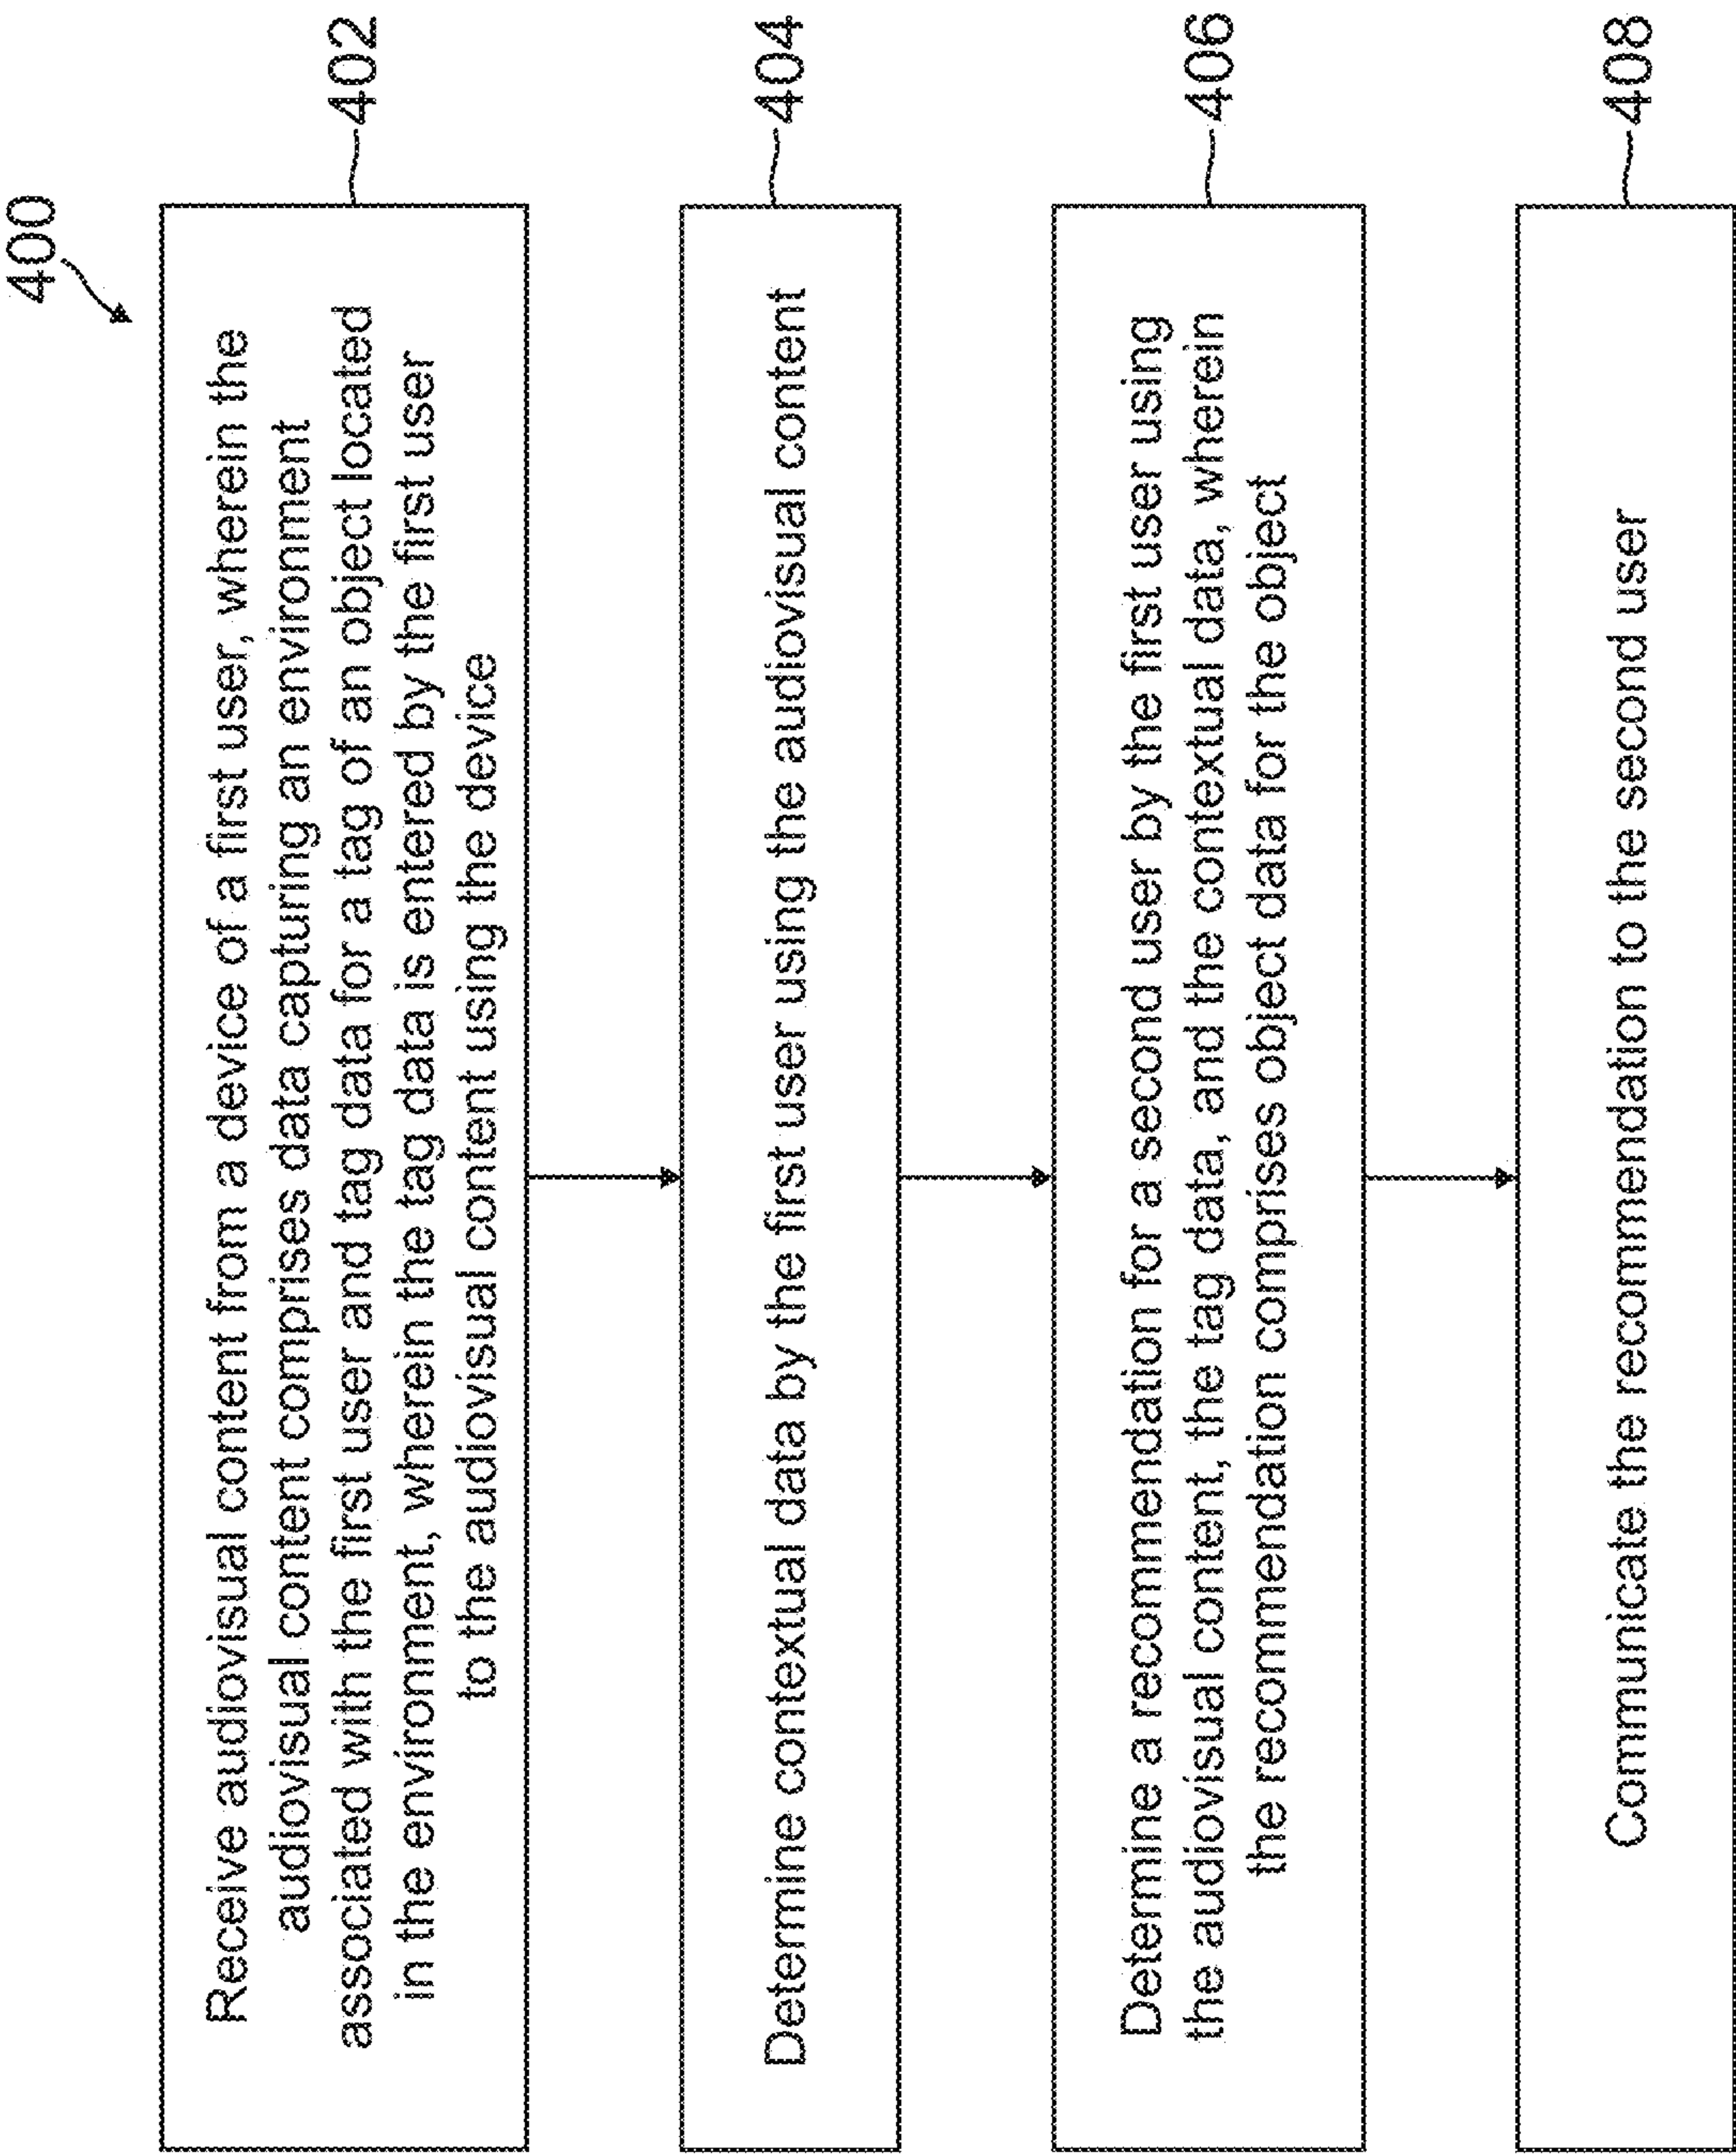 400
Receive audiovisual content from a device of a first user, wherein the
audiovisual content comprises data capturing an environment
associated with the first user and tag data for a tag of an object located
in the environment, wherein the tag data is entered by the first user
to the audiovisual content using the device
402
Determine contextual data by the first user using the audiovisual content
404
Determine a recommendation for a second user by the first user using
the audiovisual content, the tag data, and the contextual data, wherein
the recommendation comprises object data for the object
406
Communicate the recommendation to the second user
408